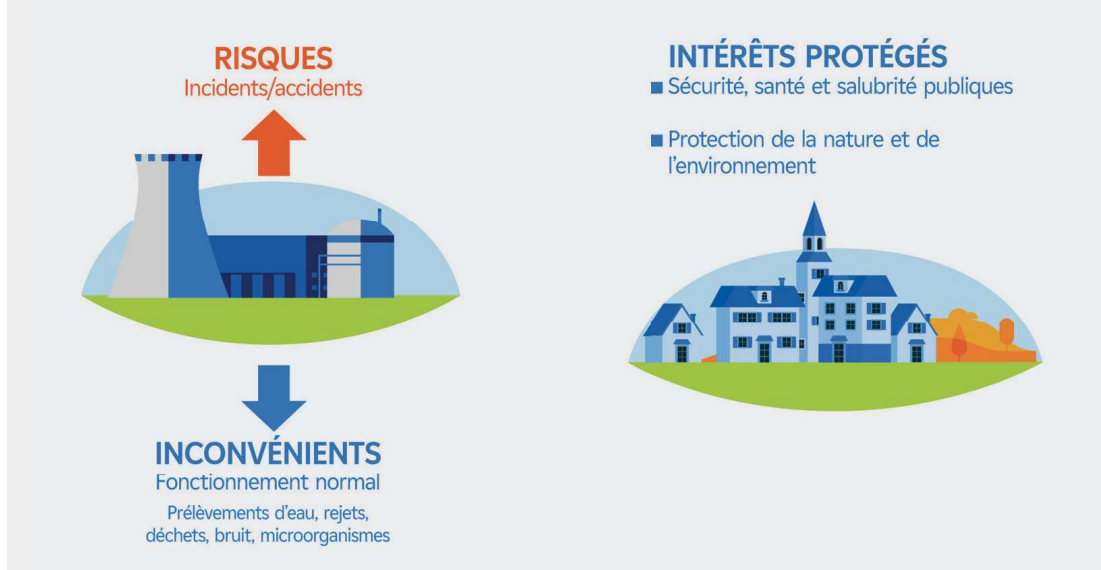 RISQUES
Incidents/accidents
INCONVÉNIENTS
Fonctionnement normal
Prélèvements d'eau, rejets,
déchets, bruit, microorganismes
INTÉRÊTS PROTÉGÉS
■ Sécurité, santé et salubrité publiques
■ Protection de la nature et de
l'environnement